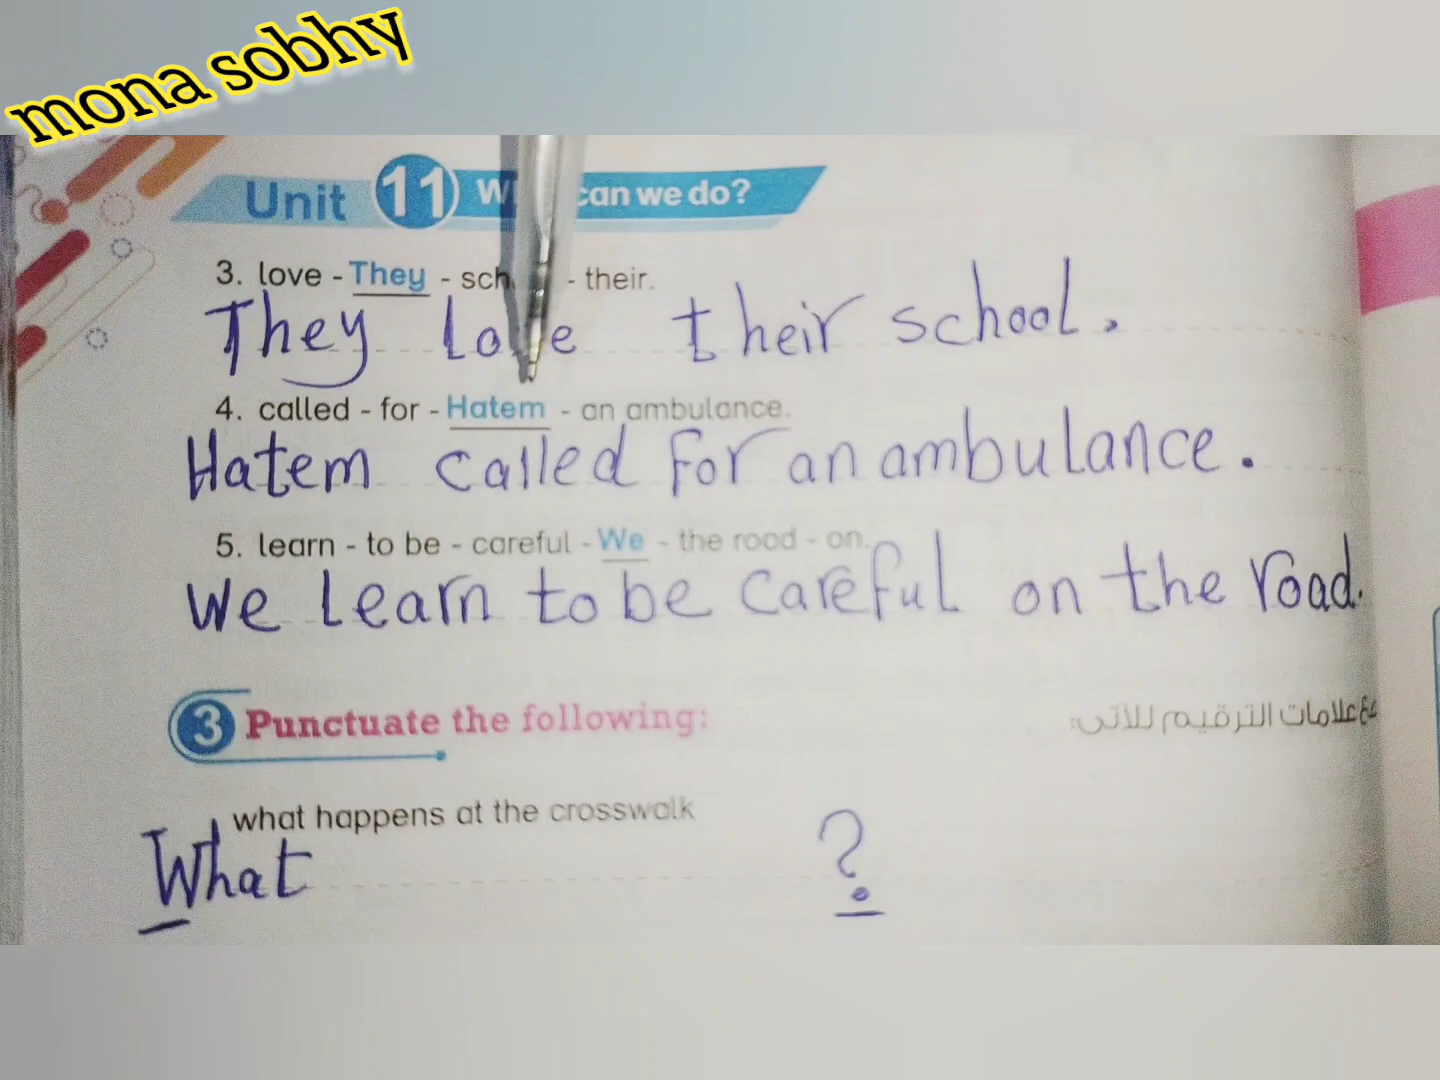 mona sobhy
Unit 11 can we do?
3. love - They - - their.
They love their school.
4. called - for - Hatem - an ambulance.
Hatem called for an ambulance.
5. learn - to be - careful - We - the road - on.
We learn to be careful on the road.
3 Punctuate the following:
علامات الترقيم للآتى:
what happens at the crosswalk
What ?